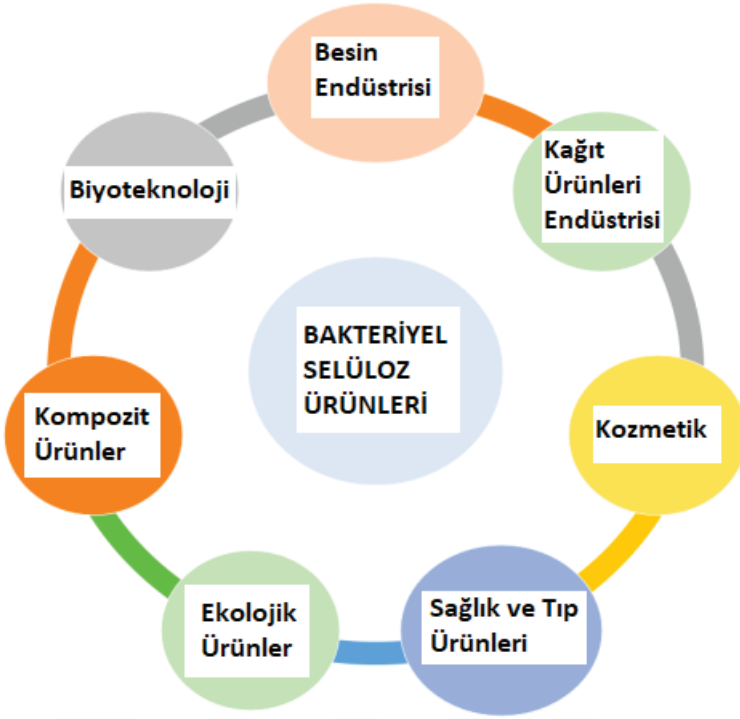 Besin
Endüstrisi
Kağıt
Ürünleri
Endüstrisi
Biyoteknoloji
BAKTERİYEL
SELÜLOZ
ÜRÜNLERİ
Kozmetik
Kompozit
Ürünler
Sağlık ve Tıp
Ürünleri
Ekolojik
Ürünler